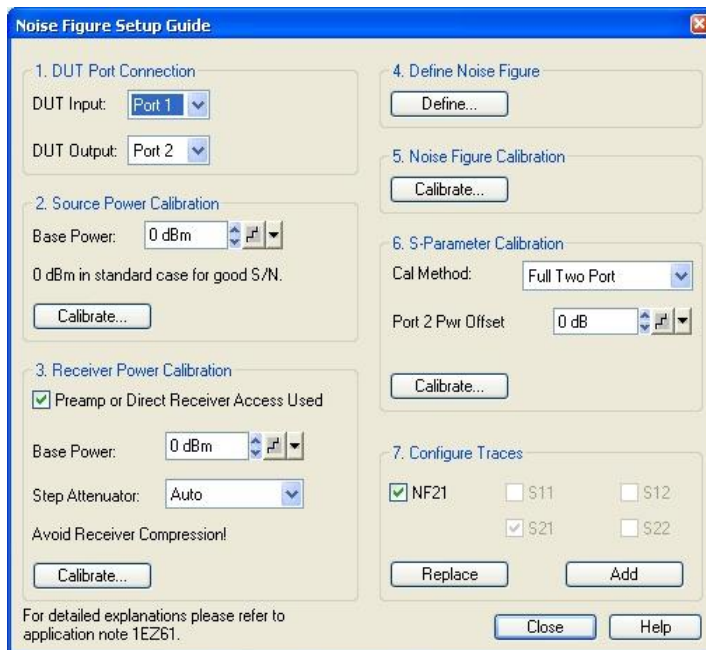 Noise Figure Setup Guide
1. DUT Port Connection
DUT Input: Port 1
DUT Output: Port 2
2. Source Power Calibration
Base Power: 0 dBm
0 dBm in standard case for good S/N.
Calibrate...
3. Receiver Power Calibration
Preamp or Direct Receiver Access Used
Base Power: 0 dBm
Step Attenuator: Auto
Avoid Receiver Compression!
Calibrate...
For detailed explanations please refer to
application note 1EZ61.
4. Define Noise Figure
Define...
5. Noise Figure Calibration
Calibrate...
6. S-Parameter Calibration
Cal Method: Full Two Port
Port 2 Pwr Offset 0 dB
Calibrate...
7. Configure Traces
NF21 S11 S12
S21 S22
Replace Add
Close Help